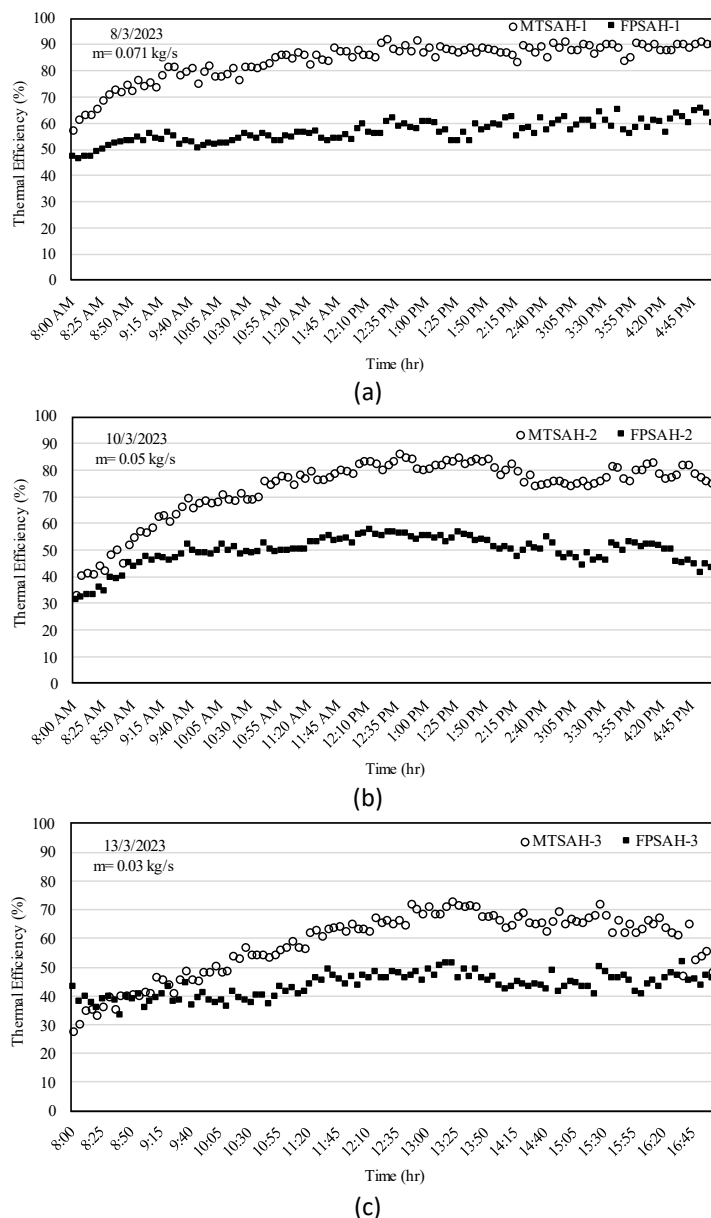 100
90
80
70
60
50
40
30
20
10
0
Thermal Efficiency (%)
8/3/2023
m= 0.071 kg/s
MTSAH-1 FPSAH-1
8:00 AM 8:25 AM 8:50 AM 9:15 AM 9:40 AM 10:05 AM 10:30 AM 10:55 AM 11:20 AM 11:45 AM 12:10 PM 12:35 PM 1:00 PM 1:25 PM 1:50 PM 2:15 PM 2:40 PM 3:05 PM 3:30 PM 3:55 PM 4:20 PM 4:45 PM
Time (hr)
(a)
100
90
80
70
60
50
40
30
20
10
0
Thermal Efficiency (%)
10/3/2023
m= 0.05 kg/s
MTSAH-2 FPSAH-2
8:00 AM 8:25 AM 8:50 AM 9:15 AM 9:40 AM 10:05 AM 10:30 AM 10:55 AM 11:20 AM 11:45 AM 12:10 PM 12:35 PM 1:00 PM 1:25 PM 1:50 PM 2:15 PM 2:40 PM 3:05 PM 3:30 PM 3:55 PM 4:20 PM 4:45 PM
Time (hr)
(b)
100
90
80
70
60
50
40
30
20
10
0
Thermal Efficiency (%)
13/3/2023
m= 0.03 kg/s
MTSAH-3 FPSAH-3
8:00 8:25 8:50 9:15 9:40 10:05 10:30 10:55 11:20 11:45 12:10 12:35 13:00 13:25 13:50 14:15 14:40 15:05 15:30 15:55 16:20 16:45
Time (hr)
(c)